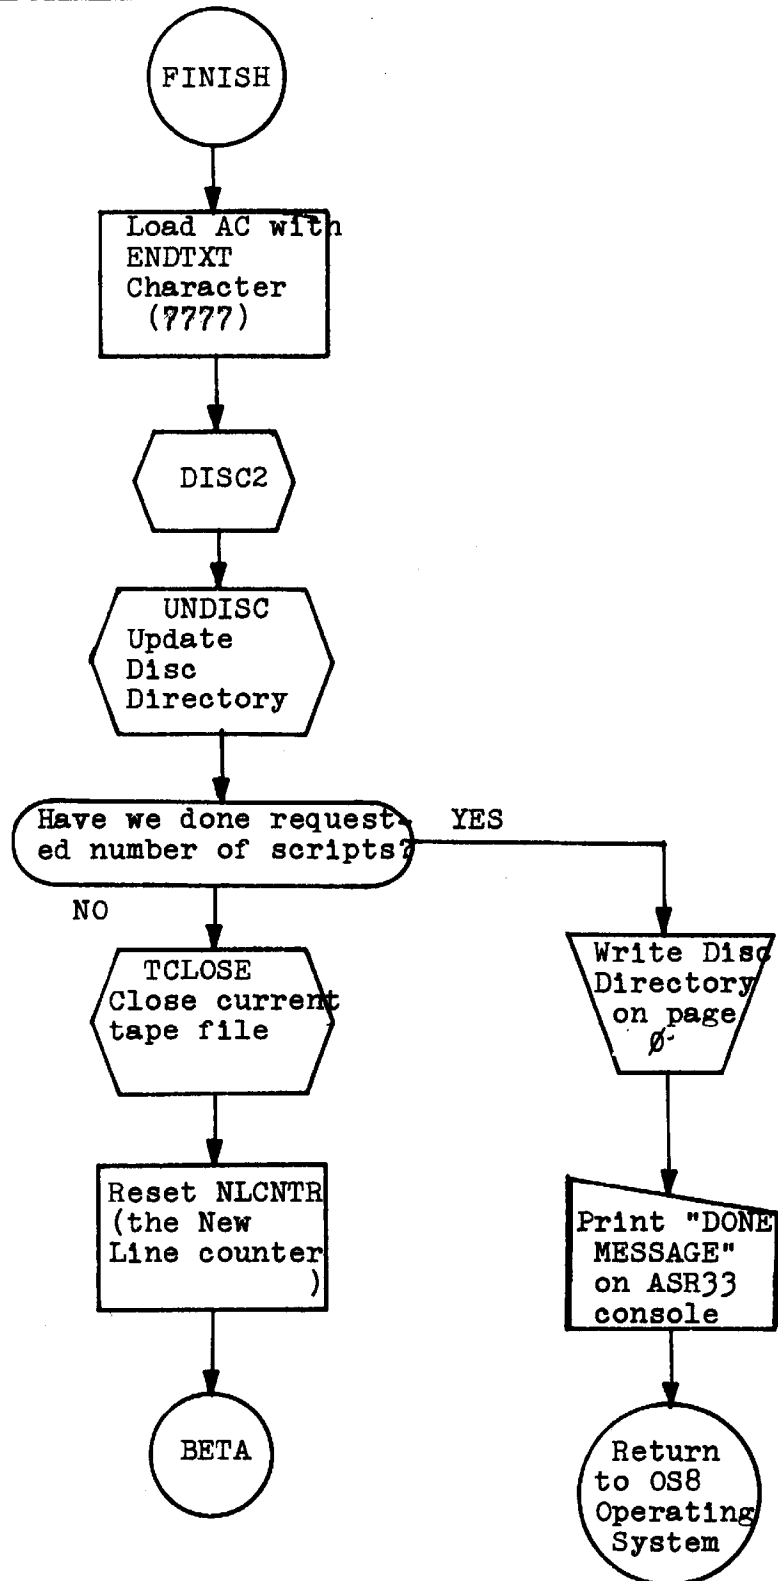 FINISH
Load AC with
ENDTXT
Character
(7777)
DISC2
UNDISC
Update
Disc
Directory
Have we done request-
ed number of scripts?
YES
NO
TCLOSE
Close current
tape file
Write Disc
Directory
on page
Ø
Reset NLCNTR
(the New
Line counter
)
Print "DONE
MESSAGE"
on ASR33
console
BETA
Return
to OS8
Operating
System